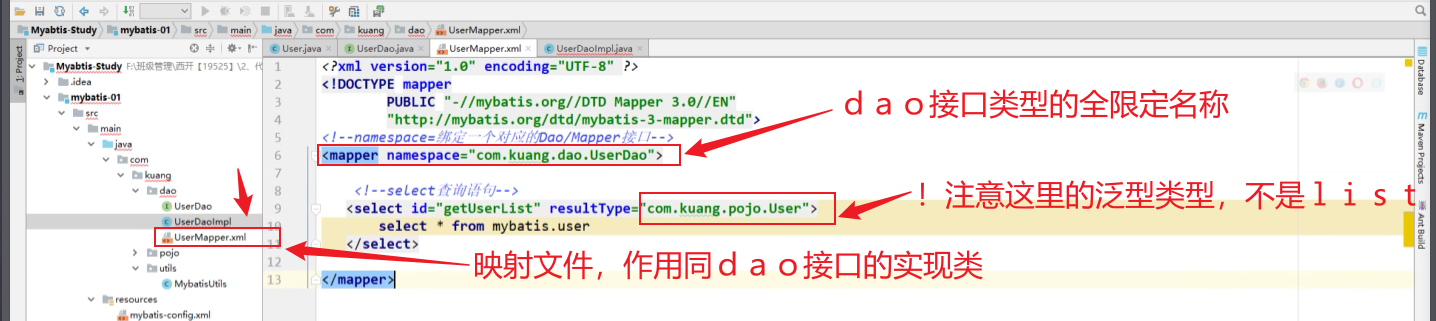 Myabtis-Study mybatis-01 src main java com kuang dao UserMapper.xml
Project
User.java UserDao.java UserMapper.xml UserDaoImpl.java
1: Project
Myabtis-Study F:\班级管理\西开【19525】\2、代
.idea
mybatis-01
src
main
java
com
kuang
dao
UserDao
UserDaoImpl
UserMapper.xml
pojo
utils
MybatisUtils
resources
mybatis-config.xml
1 <?xml version="1.0" encoding="UTF-8" ?>
2 <!DOCTYPE mapper
3 PUBLIC "-//mybatis.org//DTD Mapper 3.0//EN"
4 "http://mybatis.org/dtd/mybatis-3-mapper.dtd">
5 <!--namespace=绑定一个对应的Dao/Mapper接口-->
6 <mapper namespace="com.kuang.dao.UserDao">
7
8 <!--select查询语句-->
9 <select id="getUserList" resultType="com.kuang.pojo.User">
10 select * from mybatis.user
11 </select>
12
13 </mapper>
ｄａｏ接口类型的全限定名称
！注意这里的泛型类型，不是ｌｉｓｔ
映射文件，作用同ｄａｏ接口的实现类
Database
Maven Projects
Ant Build